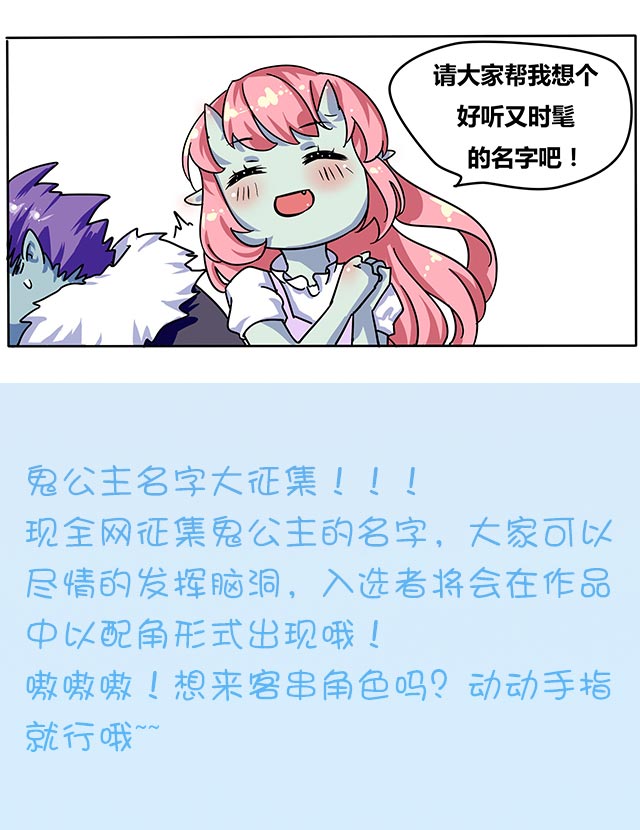 请大家帮我想个
好听又时髦
的名字吧！
鬼公主名字大征集！！！
现全网征集鬼公主的名字，大家可以
尽情的发挥脑洞，入选者将会在作品
中以配角形式出现哦！
嗷嗷嗷！想来客串角色吗？动动手指
就行哦~~